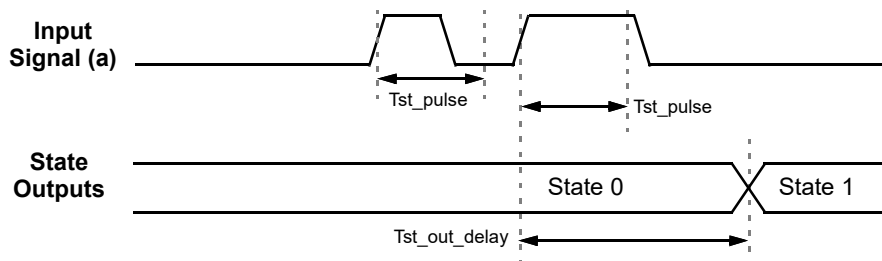 Input
Signal (a)
Tst_pulse
Tst_pulse
State
Outputs
State 0
State 1
Tst_out_delay